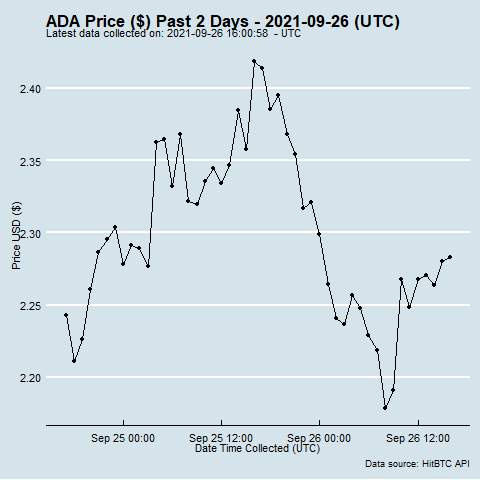 ADA Price ($) Past 2 Days - 2021-09-26 (UTC)
Latest data collected on: 2021-09-26 16:00:58 - UTC
2.40
2.35
2.30
2.25
2.20
Price USD ($)
Sep 25 00:00 Sep 25 12:00 Sep 26 00:00 Sep 26 12:00
Date Time Collected (UTC)
Data source: HitBTC API